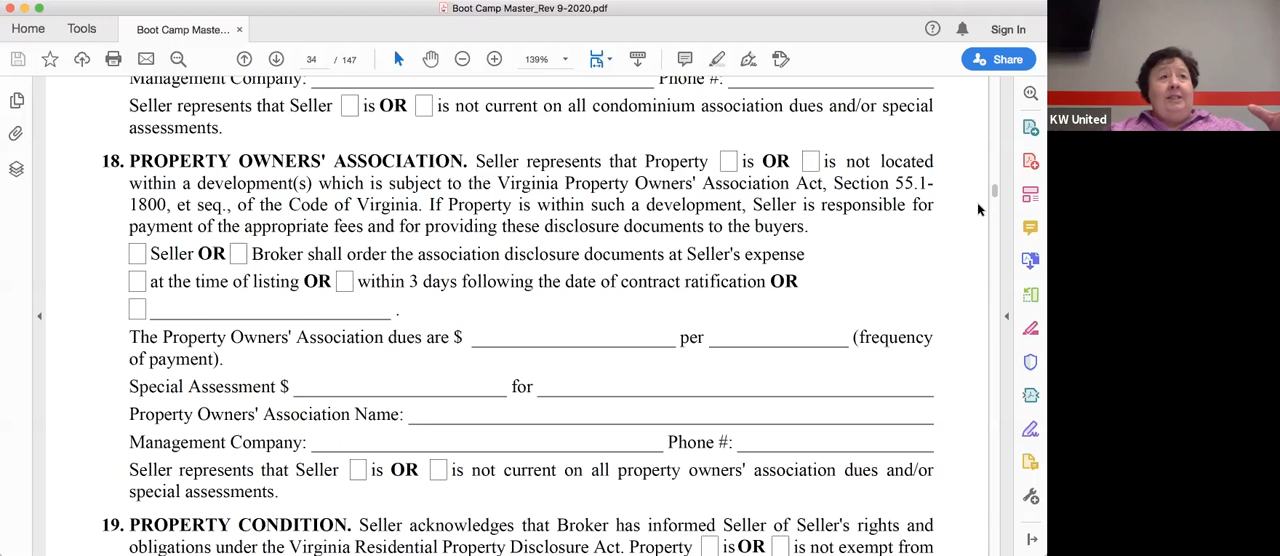 Boot Camp Master_Rev 9-2020.pdf
Home Tools Boot Camp Maste... × Sign In
34 / 147 139% Share
Management Company: Phone #:
Seller represents that Seller is OR is not current on all condominium association dues and/or special
assessments.
18. PROPERTY OWNERS' ASSOCIATION. Seller represents that Property is OR is not located
within a development(s) which is subject to the Virginia Property Owners' Association Act, Section 55.1-
1800, et seq., of the Code of Virginia. If Property is within such a development, Seller is responsible for
payment of the appropriate fees and for providing these disclosure documents to the buyers.
Seller OR Broker shall order the association disclosure documents at Seller's expense
at the time of listing OR within 3 days following the date of contract ratification OR
.
The Property Owners' Association dues are $ per (frequency
of payment).
Special Assessment $ for
Property Owners' Association Name:
Management Company: Phone #:
Seller represents that Seller is OR is not current on all property owners' association dues and/or
special assessments.
19. PROPERTY CONDITION. Seller acknowledges that Broker has informed Seller of Seller's rights and
obligations under the Virginia Residential Property Disclosure Act. Property is OR is not exempt from
KW United